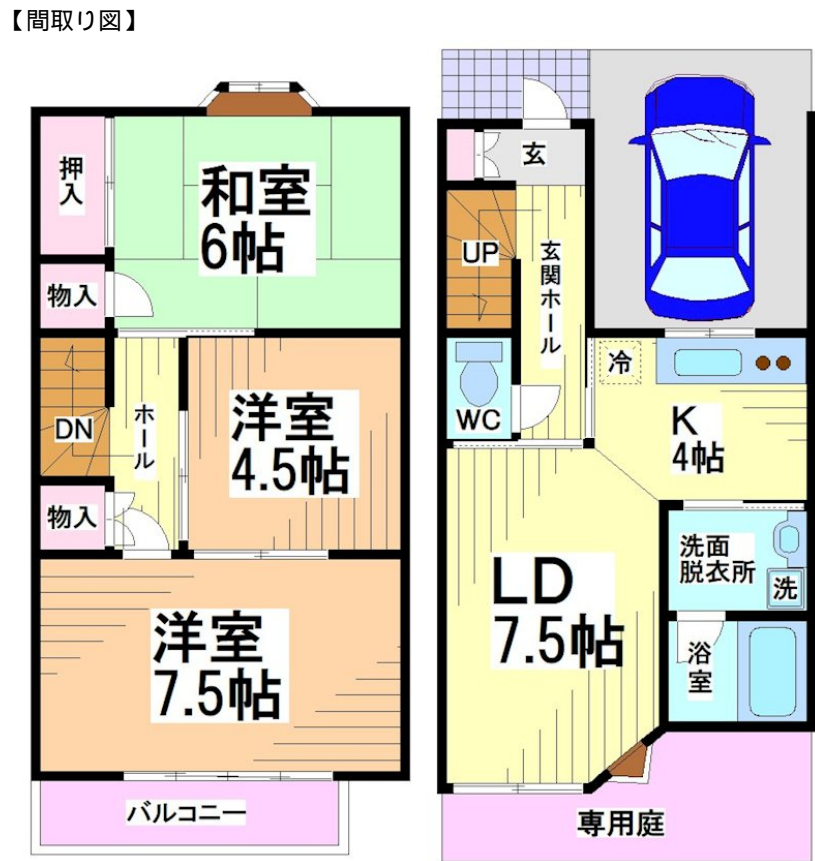 【間取り図】
押入
和室
6帖
物入
DN
ホール
洋室
4.5帖
物入
洋室
7.5帖
バルコニー
玄
UP
玄関ホール
WC
冷
K
4帖
LD
7.5帖
洗面
脱衣所
洗
浴室
専用庭